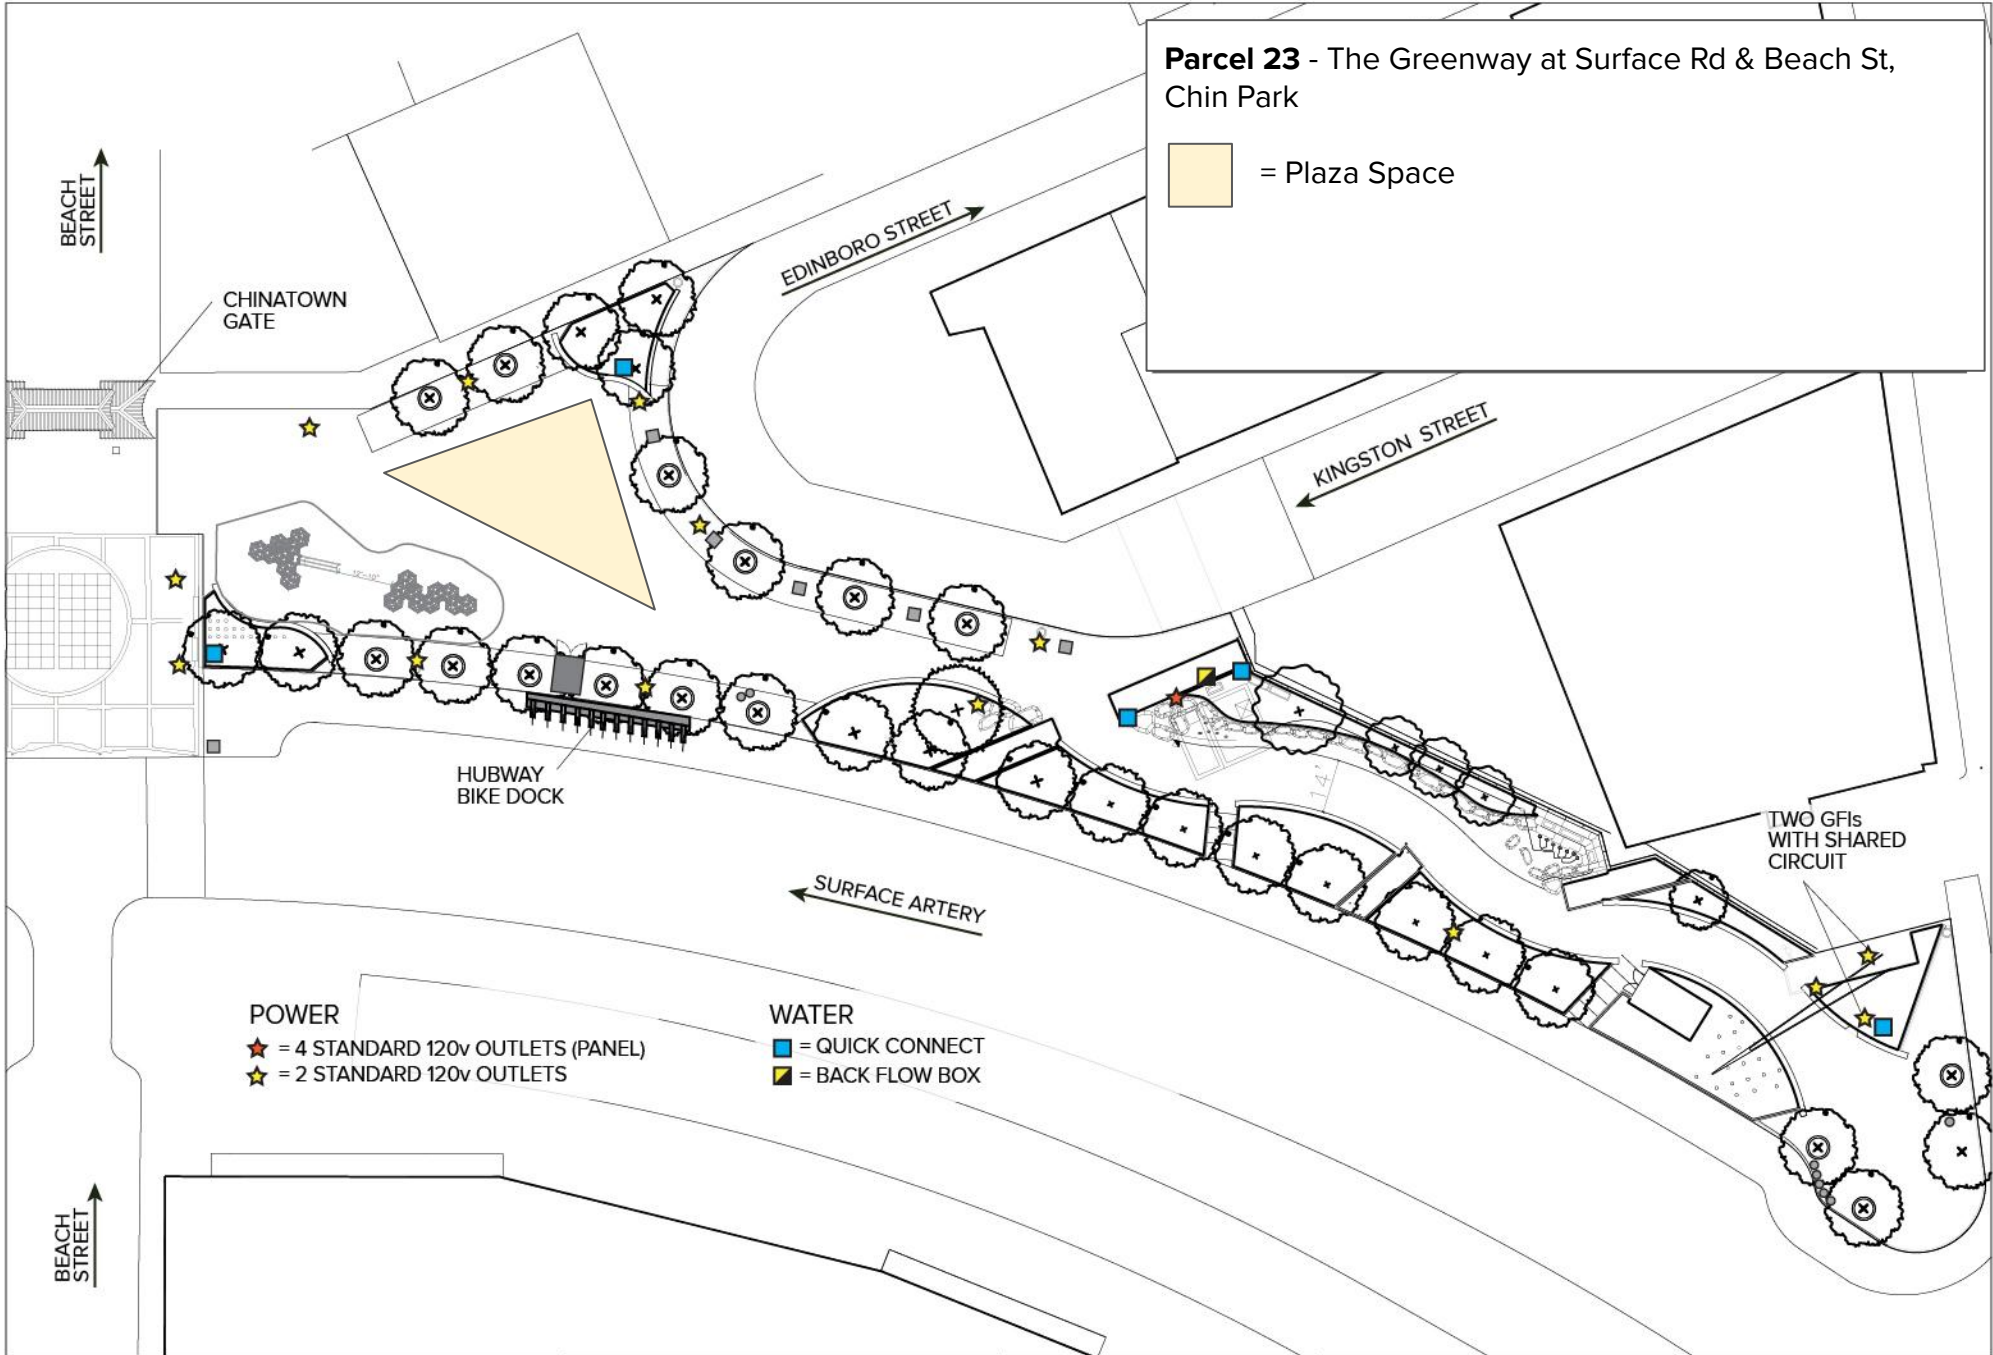 Parcel 23 - The Greenway at Surface Rd & Beach St,
Chin Park
= Plaza Space
BEACH
STREET
EDINBORO STREET
CHINATOWN
GATE
KINGSTON STREET
HUBWAY
BIKE DOCK
14'
TWO GFIs
WITH SHARED
CIRCUIT
SURFACE ARTERY
POWER
= 4 STANDARD 120v OUTLETS (PANEL)
= 2 STANDARD 120v OUTLETS
WATER
= QUICK CONNECT
= BACK FLOW BOX
BEACH
STREET